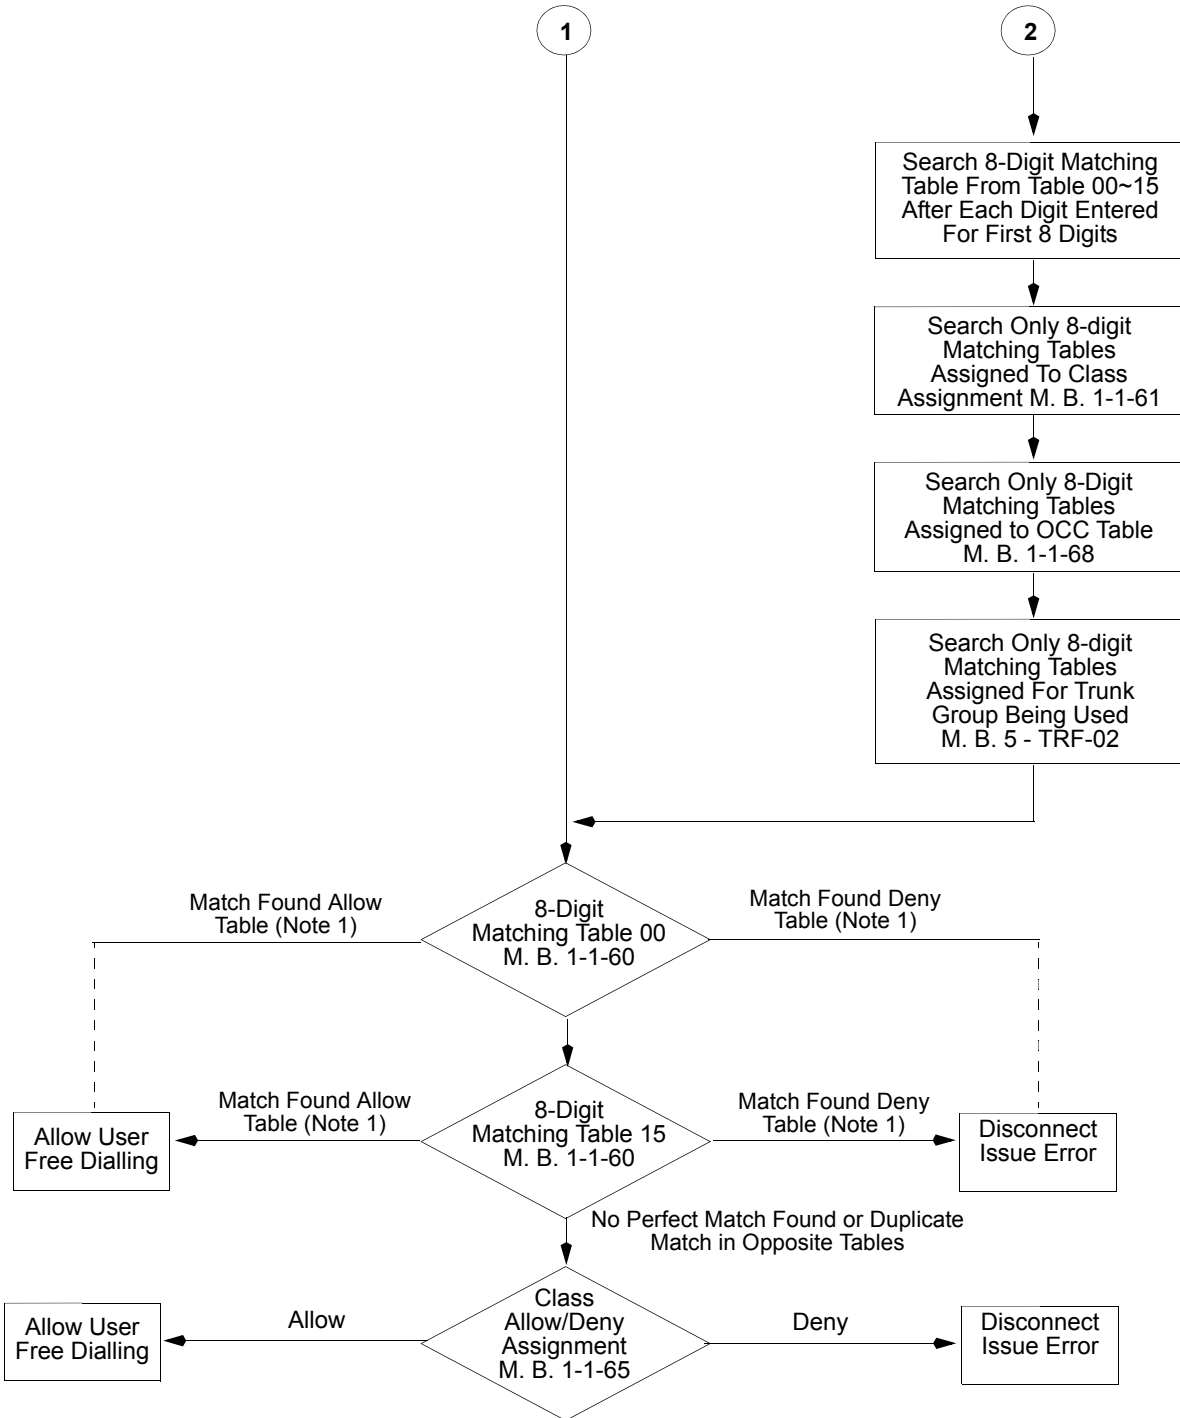 1
2
Search 8-Digit Matching
Table From Table 00~15
After Each Digit Entered
For First 8 Digits
Search Only 8-digit
Matching Tables
Assigned To Class
Assignment M. B. 1-1-61
Search Only 8-Digit
Matching Tables
Assigned to OCC Table
M. B. 1-1-68
Search Only 8-digit
Matching Tables
Assigned For Trunk
Group Being Used
M. B. 5 - TRF-02
Match Found Allow
Table (Note 1)
8-Digit
Matching Table 00
M. B. 1-1-60
Match Found Deny
Table (Note 1)
Allow User
Free Dialling
Match Found Allow
Table (Note 1)
8-Digit
Matching Table 15
M. B. 1-1-60
Match Found Deny
Table (Note 1)
Disconnect
Issue Error
No Perfect Match Found or Duplicate
Match in Opposite Tables
Allow User
Free Dialling
Allow
Class
Allow/Deny
Assignment
M. B. 1-1-65
Deny
Disconnect
Issue Error